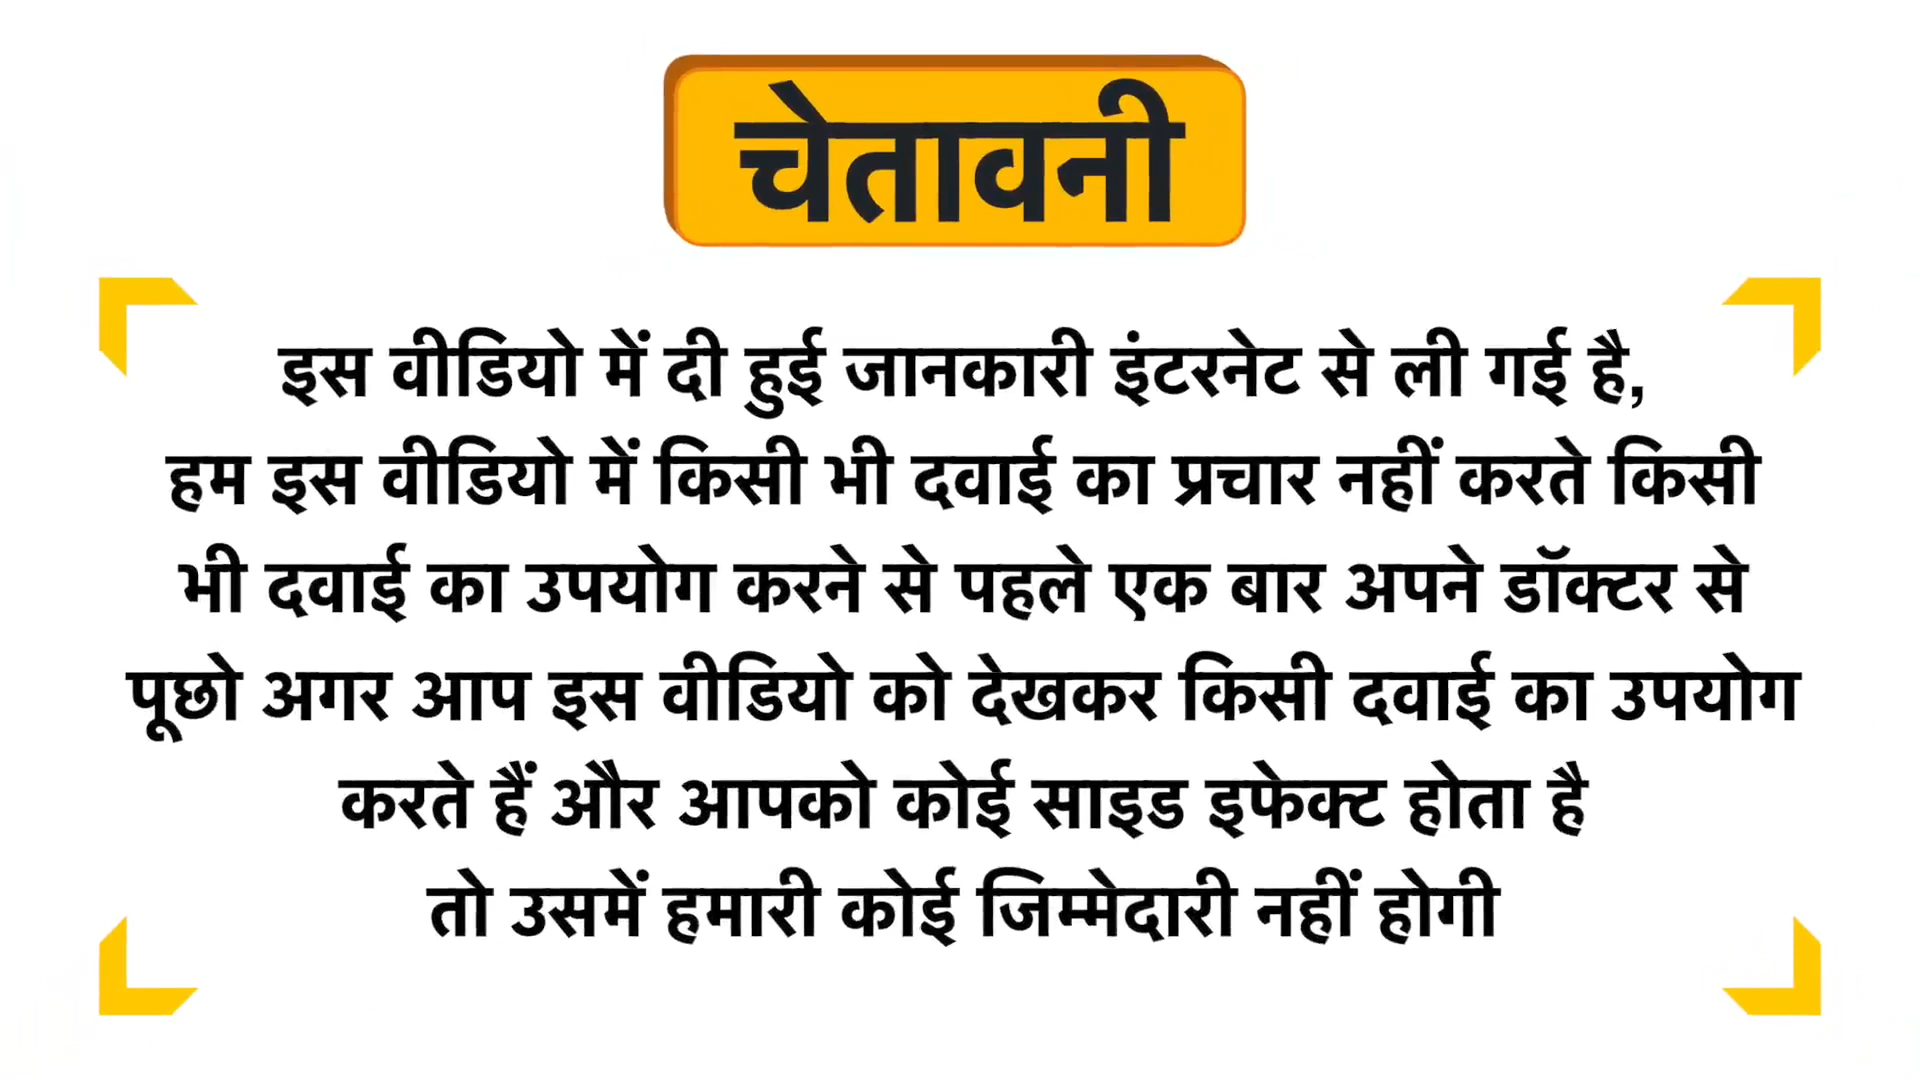 चेतावनी
इस वीडियो में दी हुई जानकारी इंटरनेट से ली गई है,
हम इस वीडियो में किसी भी दवाई का प्रचार नहीं करते किसी
भी दवाई का उपयोग करने से पहले एक बार अपने डॉक्टर से
पूछो अगर आप इस वीडियो को देखकर किसी दवाई का उपयोग
करते हैं और आपको कोई साइड इफेक्ट होता है
तो उसमें हमारी कोई जिम्मेदारी नहीं होगी